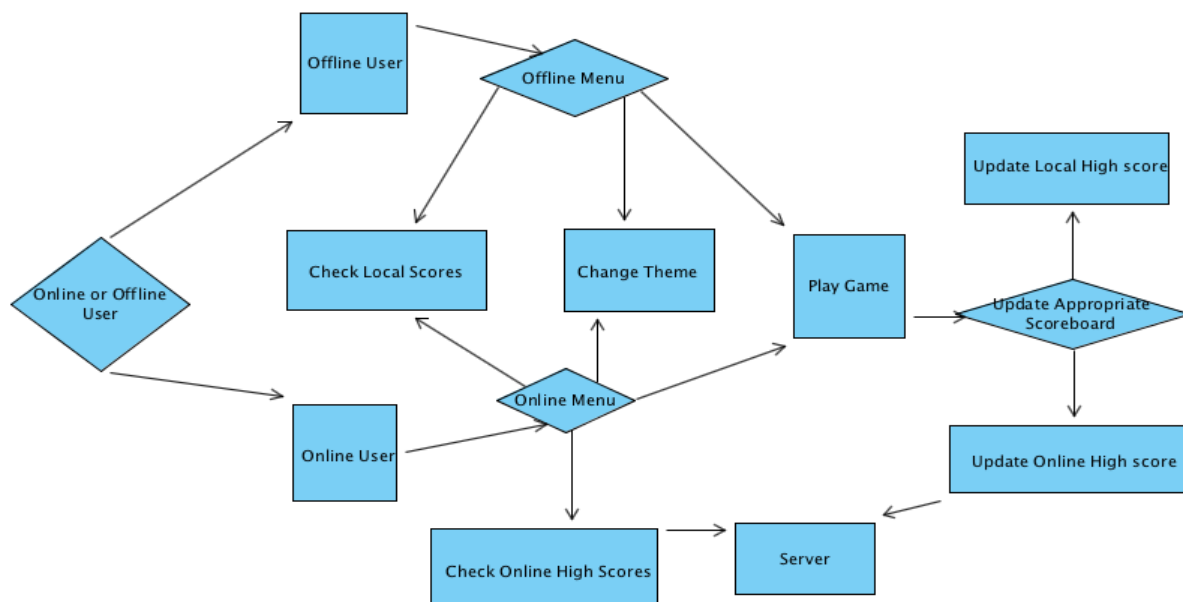 Offline User
Offline Menu
Update Local High score
Check Local Scores
Change Theme
Play Game
Online or Offline
User
Update Appropriate
Scoreboard
Online Menu
Online User
Update Online High score
Check Online High Scores
Server